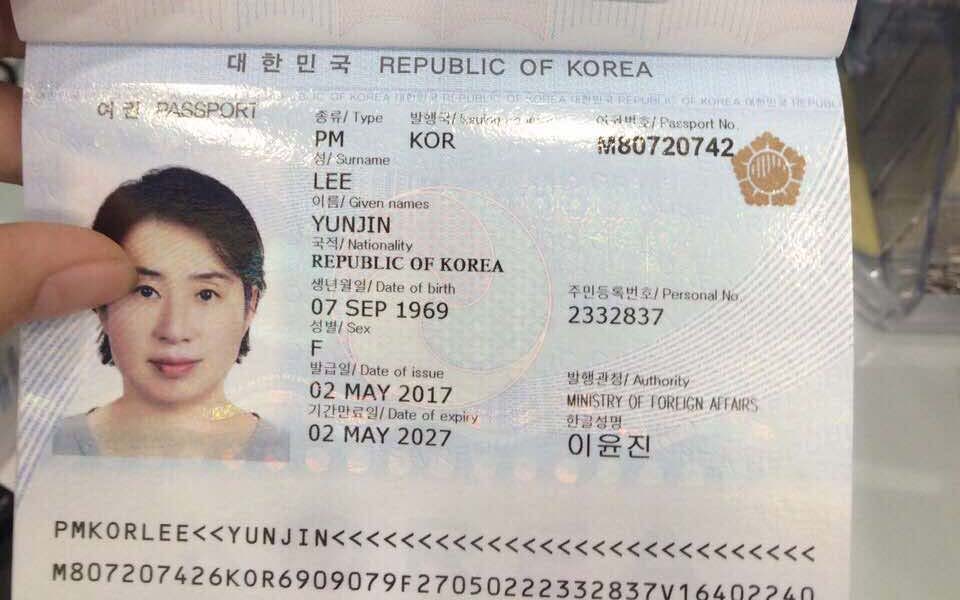 대한민국 REPUBLIC OF KOREA
여권 PASSPORT
종류/ Type 발행국/ Issuing 여권번호/ Passport No.
PM KOR M80720742
성/ Surname
LEE
이름/ Given names
YUNJIN
국적/ Nationality
REPUBLIC OF KOREA
생년월일/ Date of birth 주민등록번호/ Personal No.
07 SEP 1969 2332837
성별/ Sex
F
발급일/ Date of issue 발행관청/ Authority
02 MAY 2017 MINISTRY OF FOREIGN AFFAIRS
기간만료일/ Date of expiry 한글성명
02 MAY 2027 이윤진
PMKORLEE<<YUNJIN<<<<<<<<<<<<<<<<<<<<<<<<<<<<
M807207426KOR6909079F27050222332837V16402240